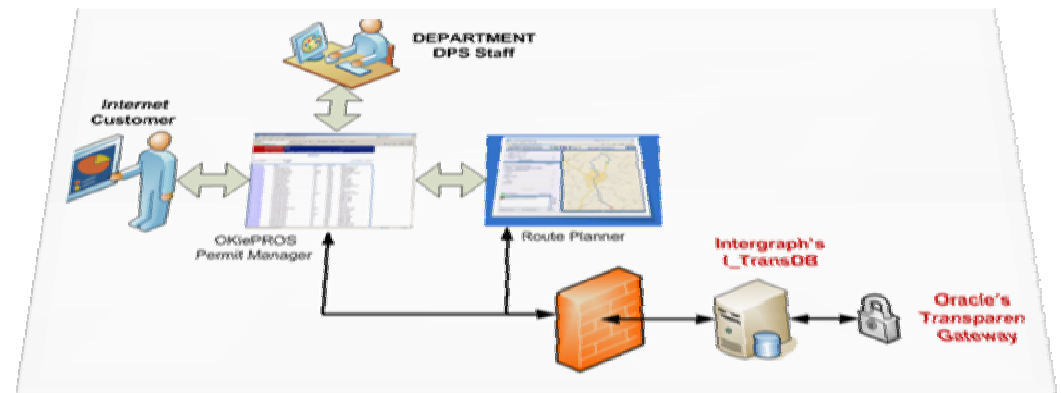 DEPARTMENT
DPS Staff
Internet
Customer
OKiePROS
Permit Manager
Route Planner
Intergraph's
I_TransDB
Oracle's
Transparen
Gateway